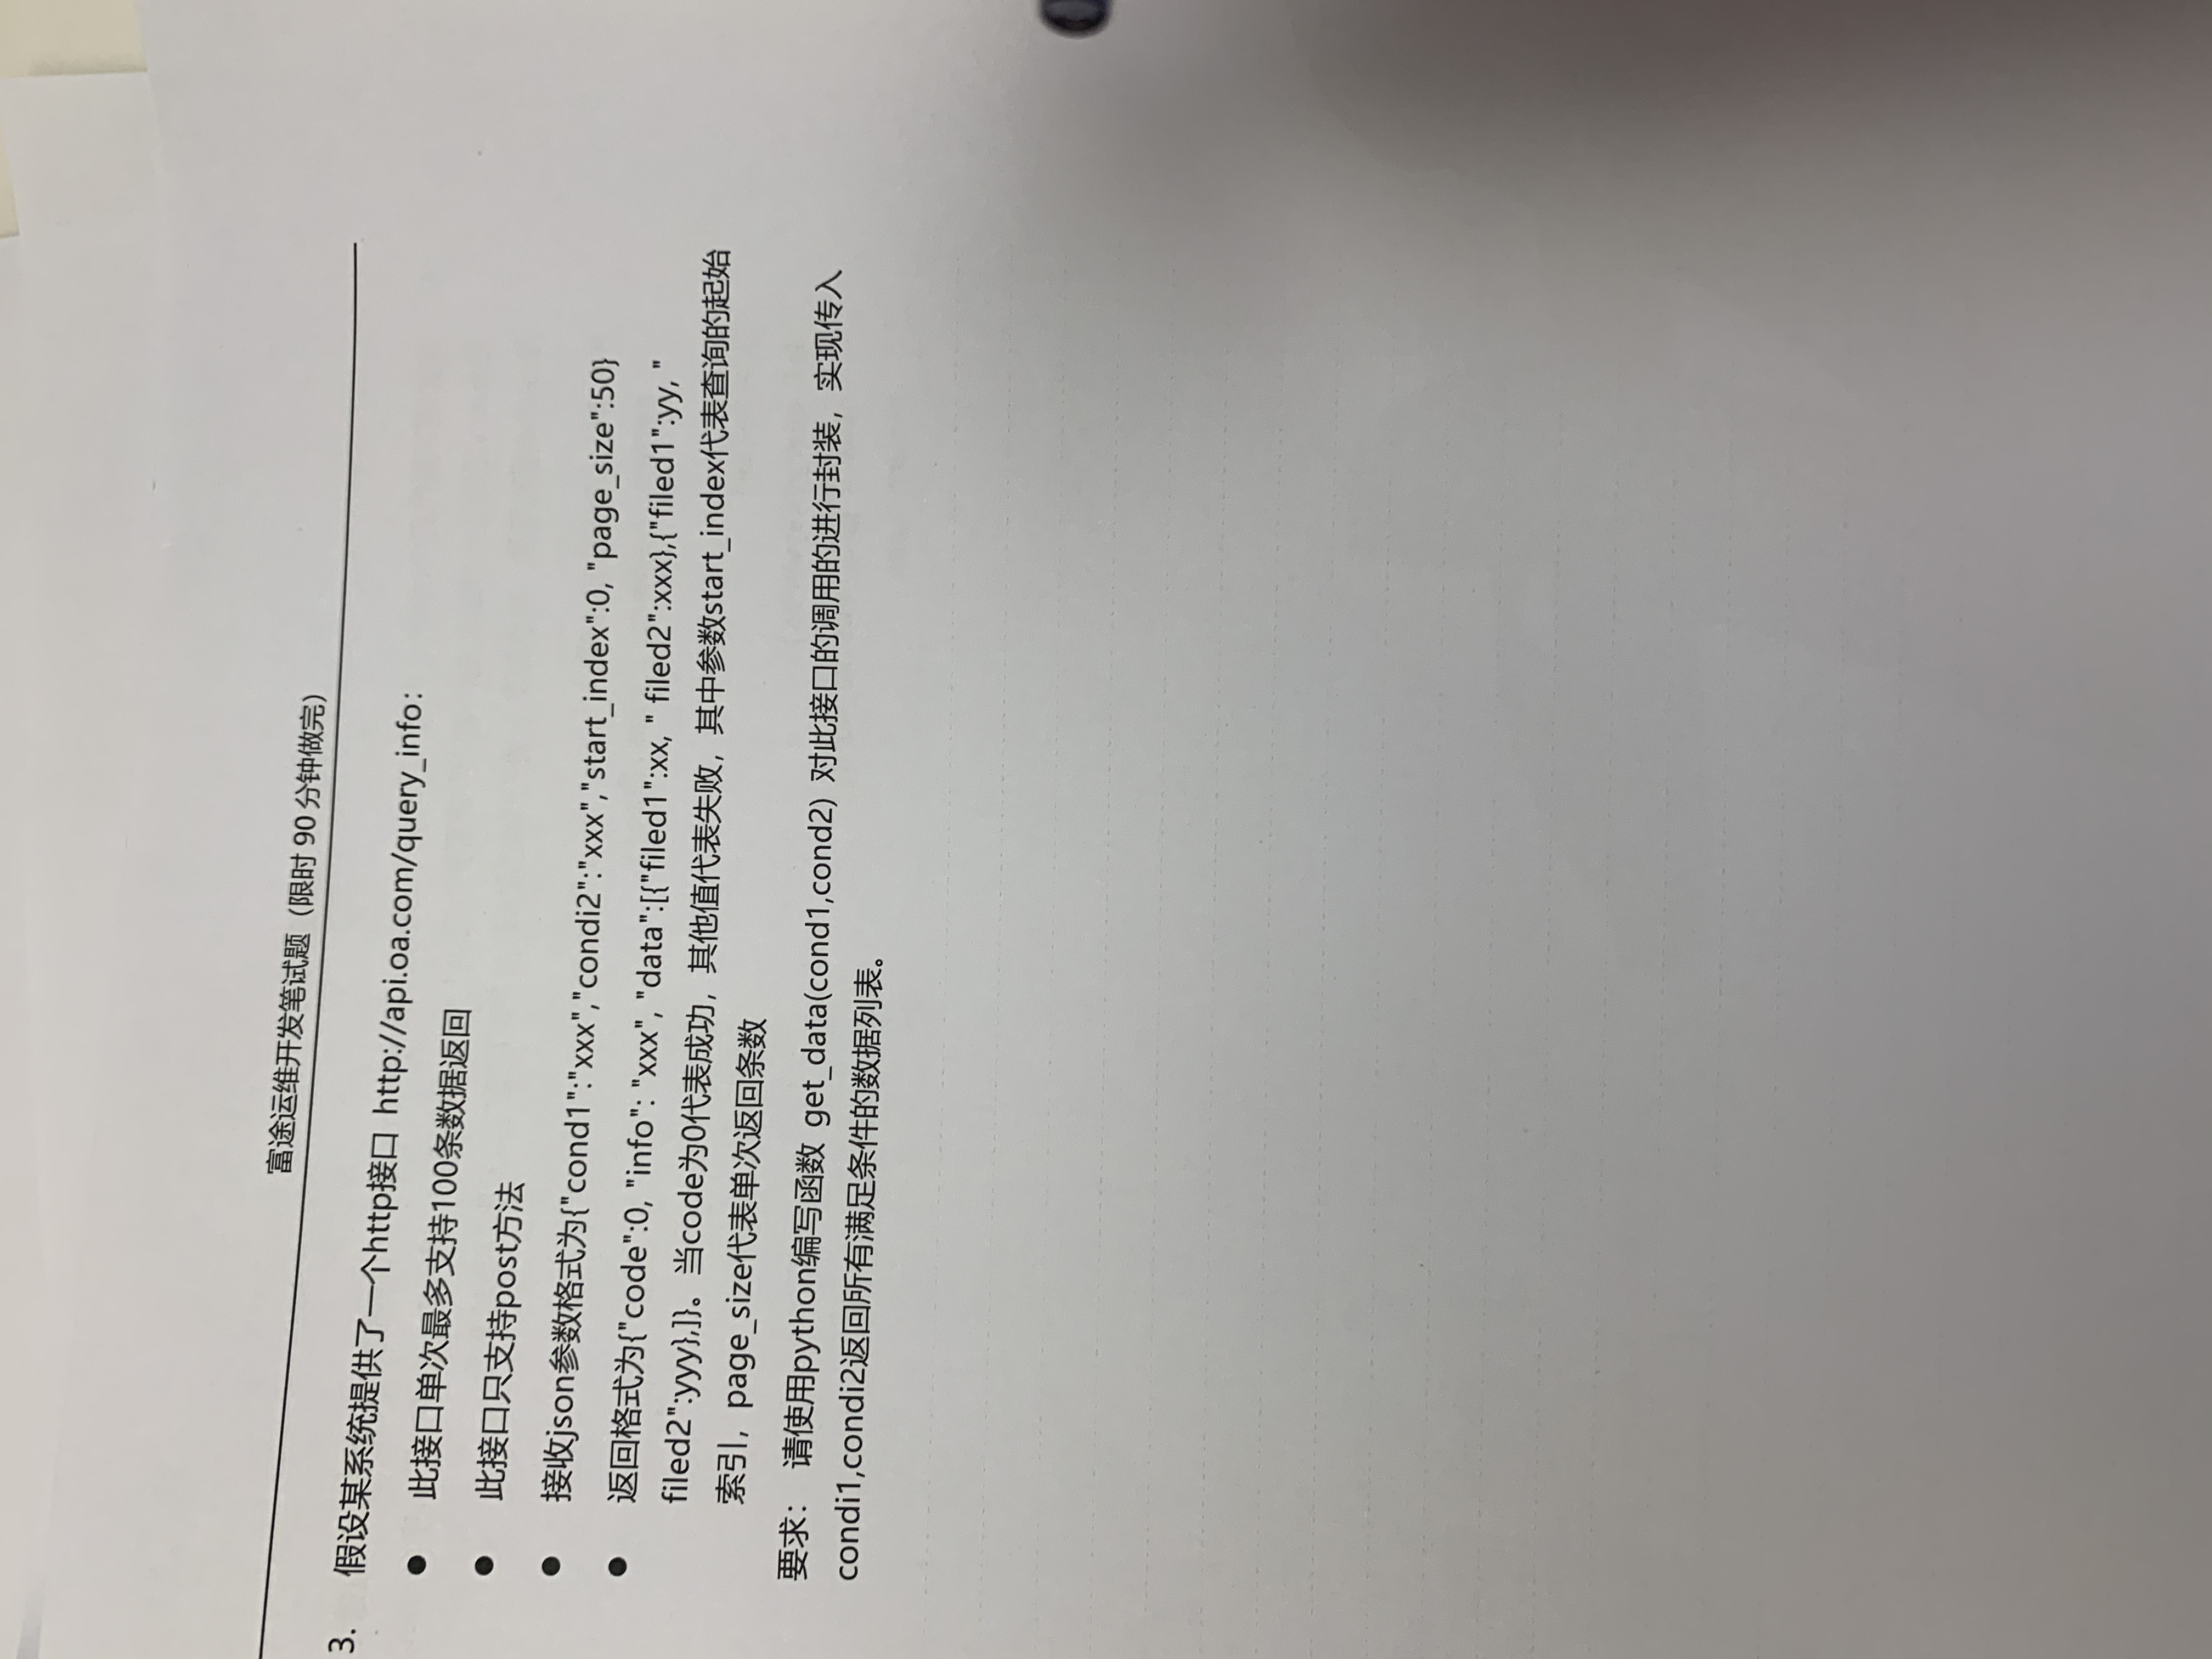 富途运维开发笔试题（限时 90 分钟做完）
3. 假设某系统提供了一个http接口 http://api.oa.com/query_info：
● 此接口单次最多支持100条数据返回
● 此接口只支持post方法
● 接收json参数格式为{"cond1":"xxx","condi2":"xxx","start_index":0, "page_size":50}
● 返回格式为{"code":0, "info": "xxx", "data":[{"filed1":xx, " filed2":xxx},{"filed1":yy, "
filed2":yyy},]}。当code为0代表成功，其他值代表失败，其中参数start_index代表查询的起始
索引，page_size代表单次返回条数
要求： 请使用python编写函数 get_data(cond1,cond2) 对此接口的调用的进行封装，实现传入
condi1,condi2返回所有满足条件的数据列表。